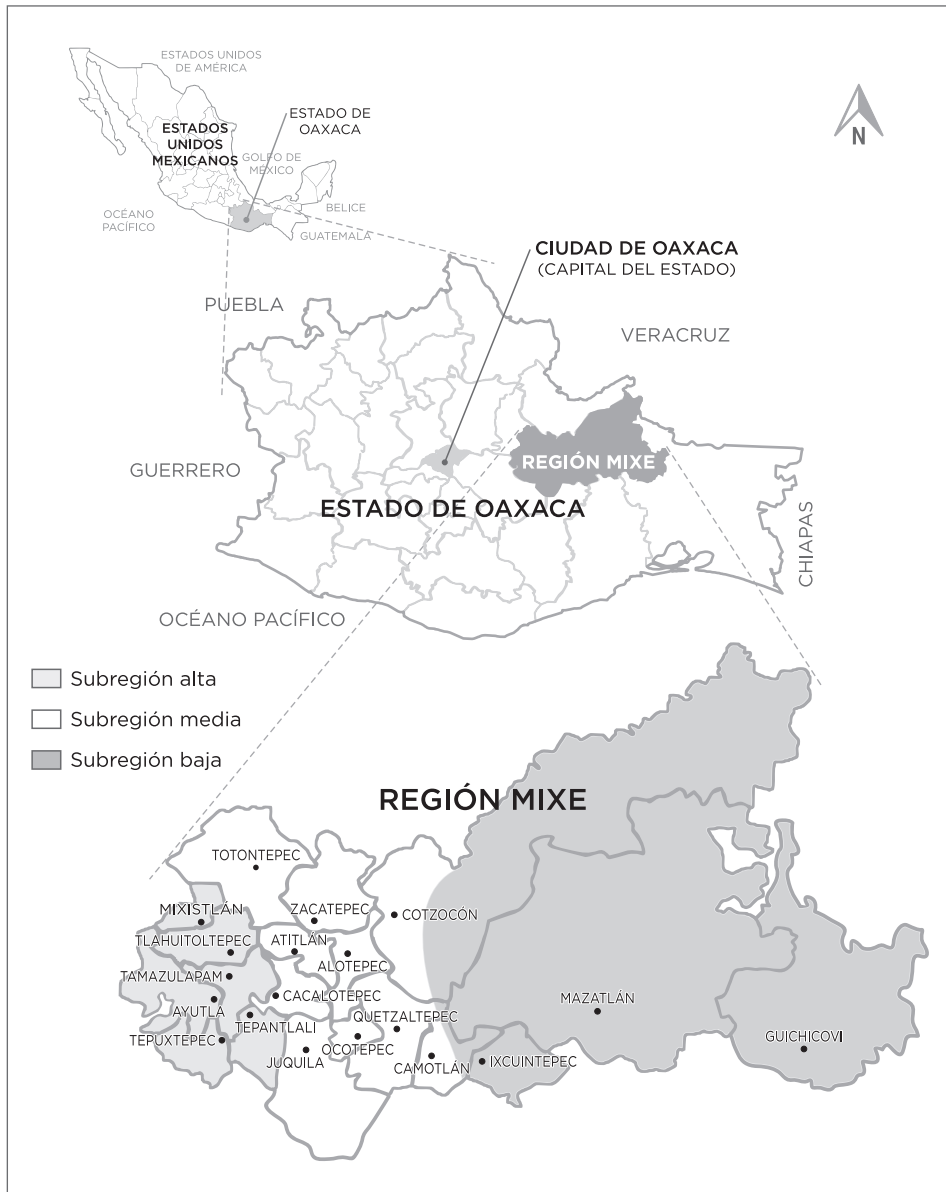 ESTADOS UNIDOS
DE AMÉRICA
ESTADO DE
OAXACA
ESTADOS
UNIDOS
MEXICANOS
GOLFO DE
MÉXICO
N
OCÉANO
PACÍFICO
BELICE
GUATEMALA
CIUDAD DE OAXACA
(CAPITAL DEL ESTADO)
PUEBLA
VERACRUZ
GUERRERO
REGIÓN MIXE
ESTADO DE OAXACA
CHIAPAS
OCÉANO PACÍFICO
Subregión alta
Subregión media
Subregión baja
REGIÓN MIXE
TOTONTEPEC
MIXISTLÁN
ZACATEPEC
COTZOCÓN
TLAHUITOLTEPEC
ATITLÁN
ALOTEPEC
TAMAZULAPAM
CACALOTEPEC
MAZATLÁN
AYUTLA
QUETZALTEPEC
TEPANTLALI
TEPUXTEPEC
OCOTEPEC
GUICHICOVI
JUQUILA
CAMOTLÁN
IXCUINTEPEC